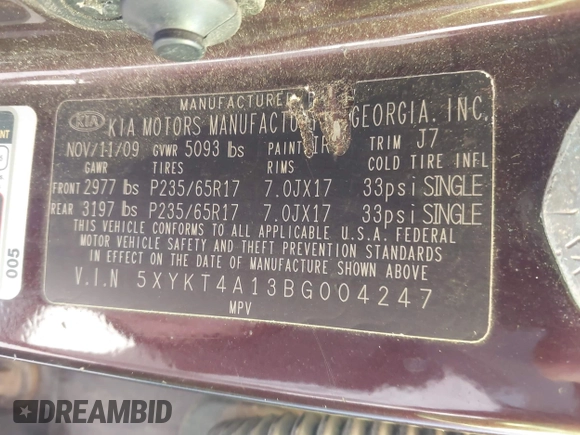 MANUFACTURE
KIA KIA MOTORS MANUFACTU GEORGIA, INC.
NOV/11/09 GVWR 5093 lbs PAINT TRIM J7
GAWR TIRES RIMS COLD TIRE INFL
FRONT 2977 lbs P235/65R17 7.0JX17 33psi SINGLE
REAR 3197 lbs P235/65R17 7.0JX17 33psi SINGLE
THIS VEHICLE CONFORMS TO ALL APPLICABLE U.S.A. FEDERAL
MOTOR VEHICLE SAFETY AND THEFT PREVENTION STANDARDS
IN EFFECT ON THE DATE OF MANUFACTURE SHOWN ABOVE
V.I.N 5XYKT4A13BG004247
MPV
005
DREAMBID